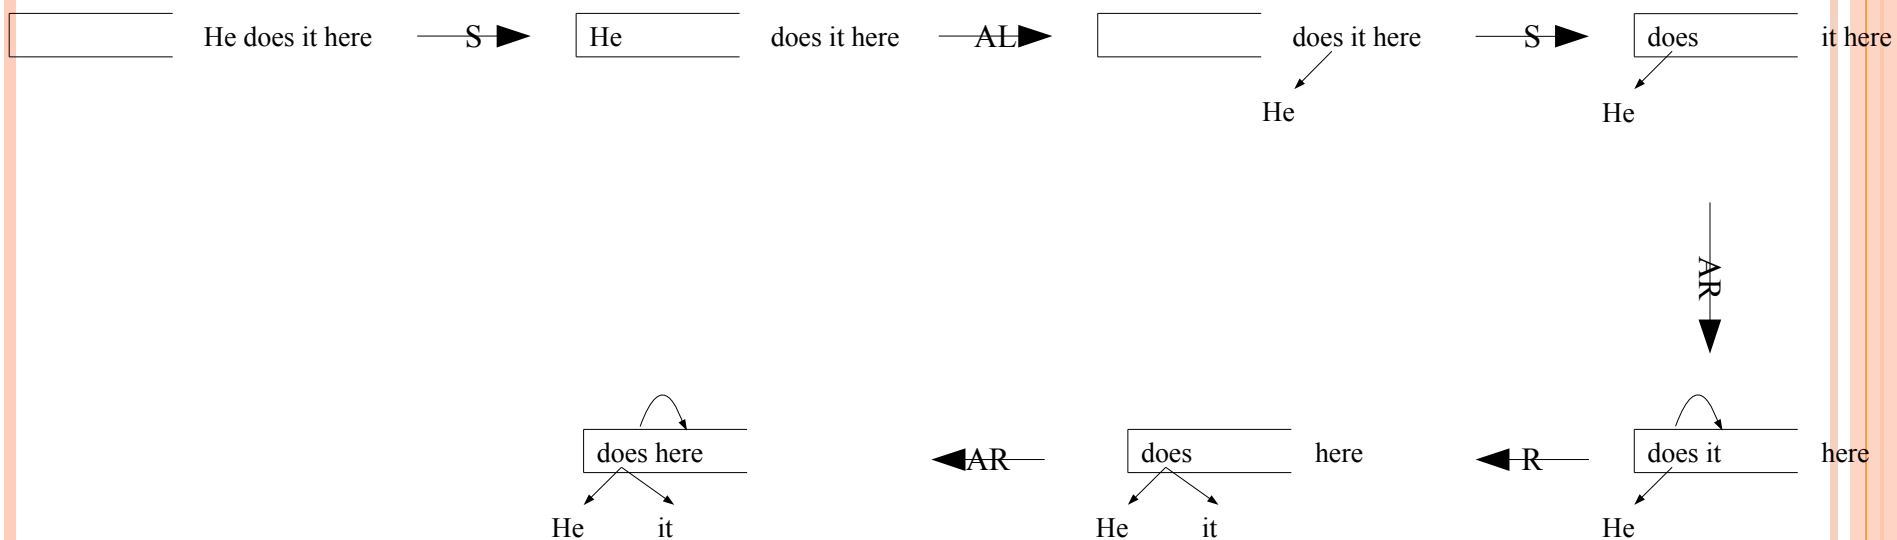 He does it here S He does it here AL does it here S does it here
He He
AR
does here AR does here R does it here
He it He it He